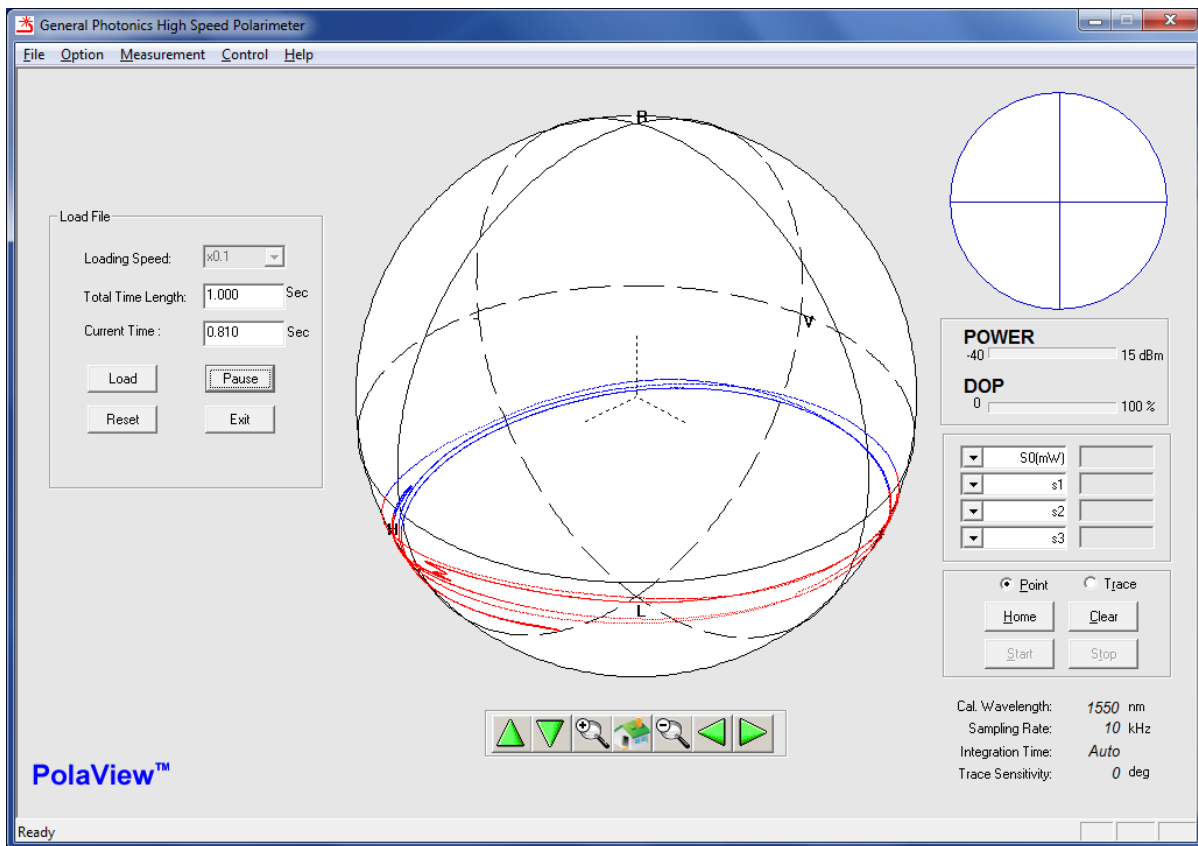 General Photonics High Speed Polarimeter
File Option Measurement Control Help
Load File
Loading Speed: x0.1
Total Time Length: 1.000 Sec
Current Time : 0.810 Sec
Load Pause
Reset Exit
R
V
H
L
POWER
-40 15 dBm
DOP
0 100 %
S0(mW)
s1
s2
s3
Point Trace
Home Clear
Start Stop
Cal. Wavelength: 1550 nm
Sampling Rate: 10 kHz
Integration Time: Auto
Trace Sensitivity: 0 deg
PolaView™
Ready